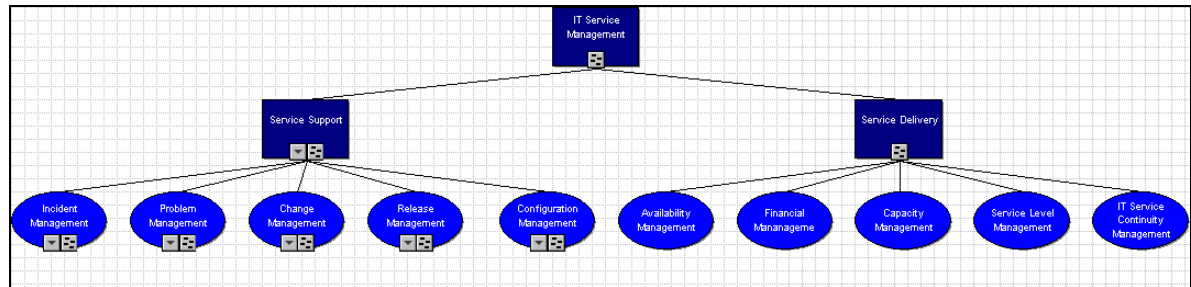 IT Service
Management
Service Support
Service Delivery
Incident
Management
Problem
Management
Change
Management
Release
Management
Configuration
Management
Availability
Management
Financial
Mananageme
Capacity
Management
Service Level
Management
IT Service
Continuity
Management